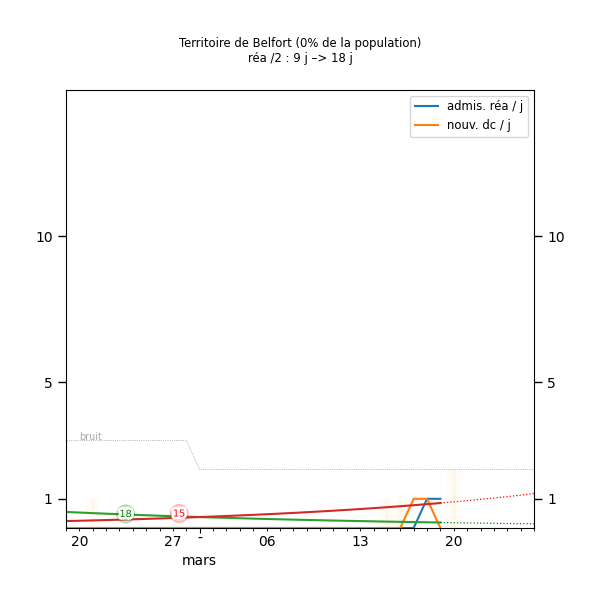 Territoire de Belfort (0% de la population)
réa /2 : 9 j –> 18 j
admis. réa / j
nouv. dc / j
10 10
5 5
bruit
18 15
1 1
20 27 - 06 13 20
mars